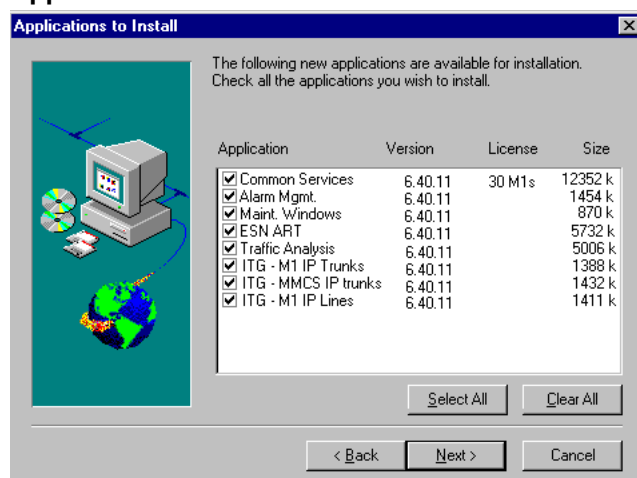 Applications to Install
The following new applications are available for installation.
Check all the applications you wish to install.
Application Version License Size
Common Services 6.40.11 30 M1s 12352 k
Alarm Mgmt. 6.40.11 1454 k
Maint. Windows 6.40.11 870 k
ESN ART 6.40.11 5732 k
Traffic Analysis 6.40.11 5006 k
ITG - M1 IP Trunks 6.40.11 1388 k
ITG - MMCS IP trunks 6.40.11 1432 k
ITG - M1 IP Lines 6.40.11 1411 k
Select All Clear All
< Back Next > Cancel